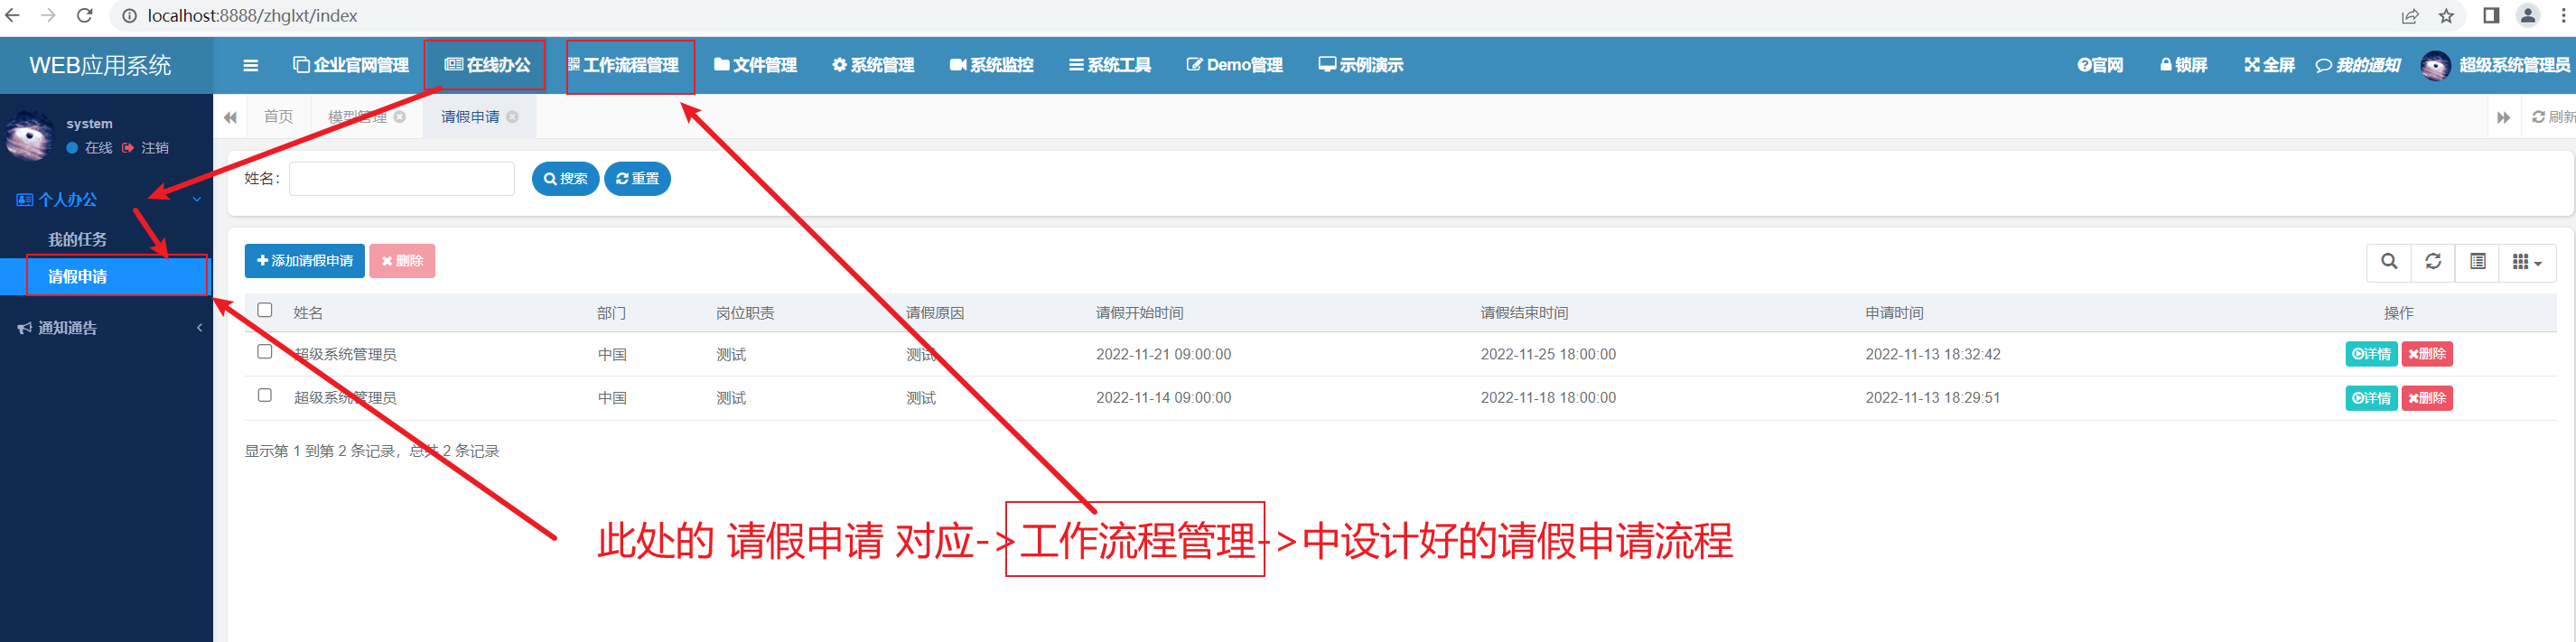 localhost:8888/zhglxt/index
WEB应用系统
企业官网管理 在线办公 工作流程管理 文件管理 系统管理 系统监控 系统工具 Demo管理 示例演示 官网 锁屏 全屏 我的通知 超级系统管理员
首页 模型管理 请假申请 刷新
system
在线 注销
个人办公
我的任务
请假申请
通知通告
姓名： 搜索 重置
添加请假申请 删除
姓名 部门 岗位职责 请假原因 请假开始时间 请假结束时间 申请时间 操作
超级系统管理员 中国 测试 测试 2022-11-21 09:00:00 2022-11-25 18:00:00 2022-11-13 18:32:42 详情 删除
超级系统管理员 中国 测试 测试 2022-11-14 09:00:00 2022-11-18 18:00:00 2022-11-13 18:29:51 详情 删除
显示第 1 到第 2 条记录，总共 2 条记录
此处的 请假申请 对应->工作流程管理->中设计好的请假申请流程